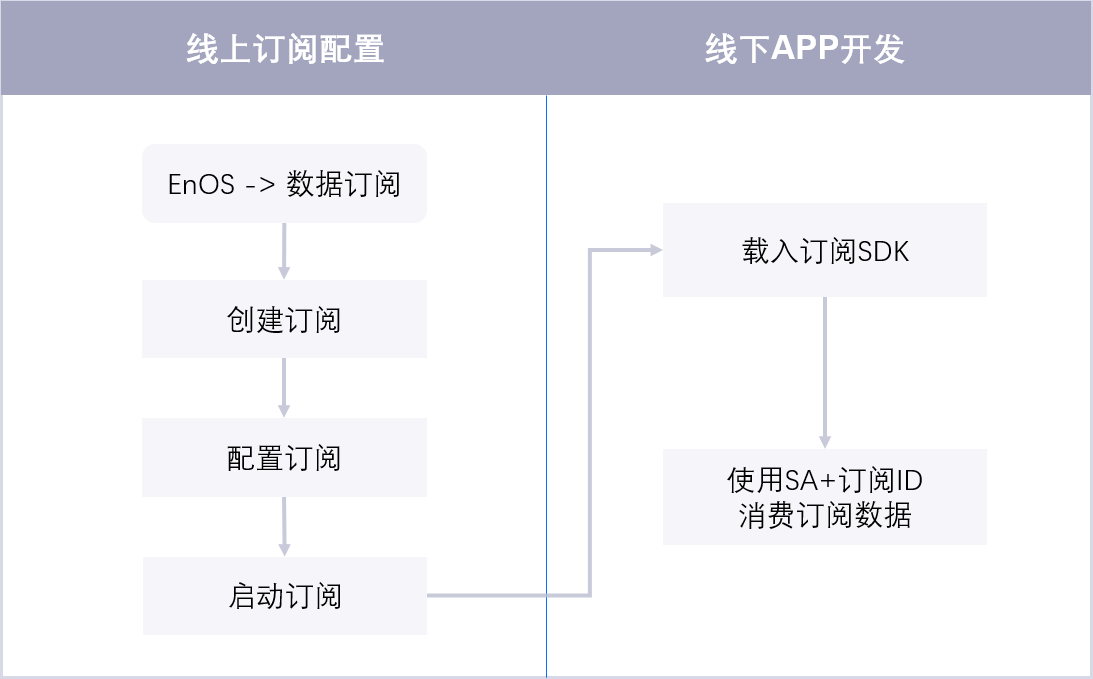 线上订阅配置
线下APP开发
EnOS -> 数据订阅
创建订阅
配置订阅
启动订阅
载入订阅SDK
使用SA+订阅ID
消费订阅数据